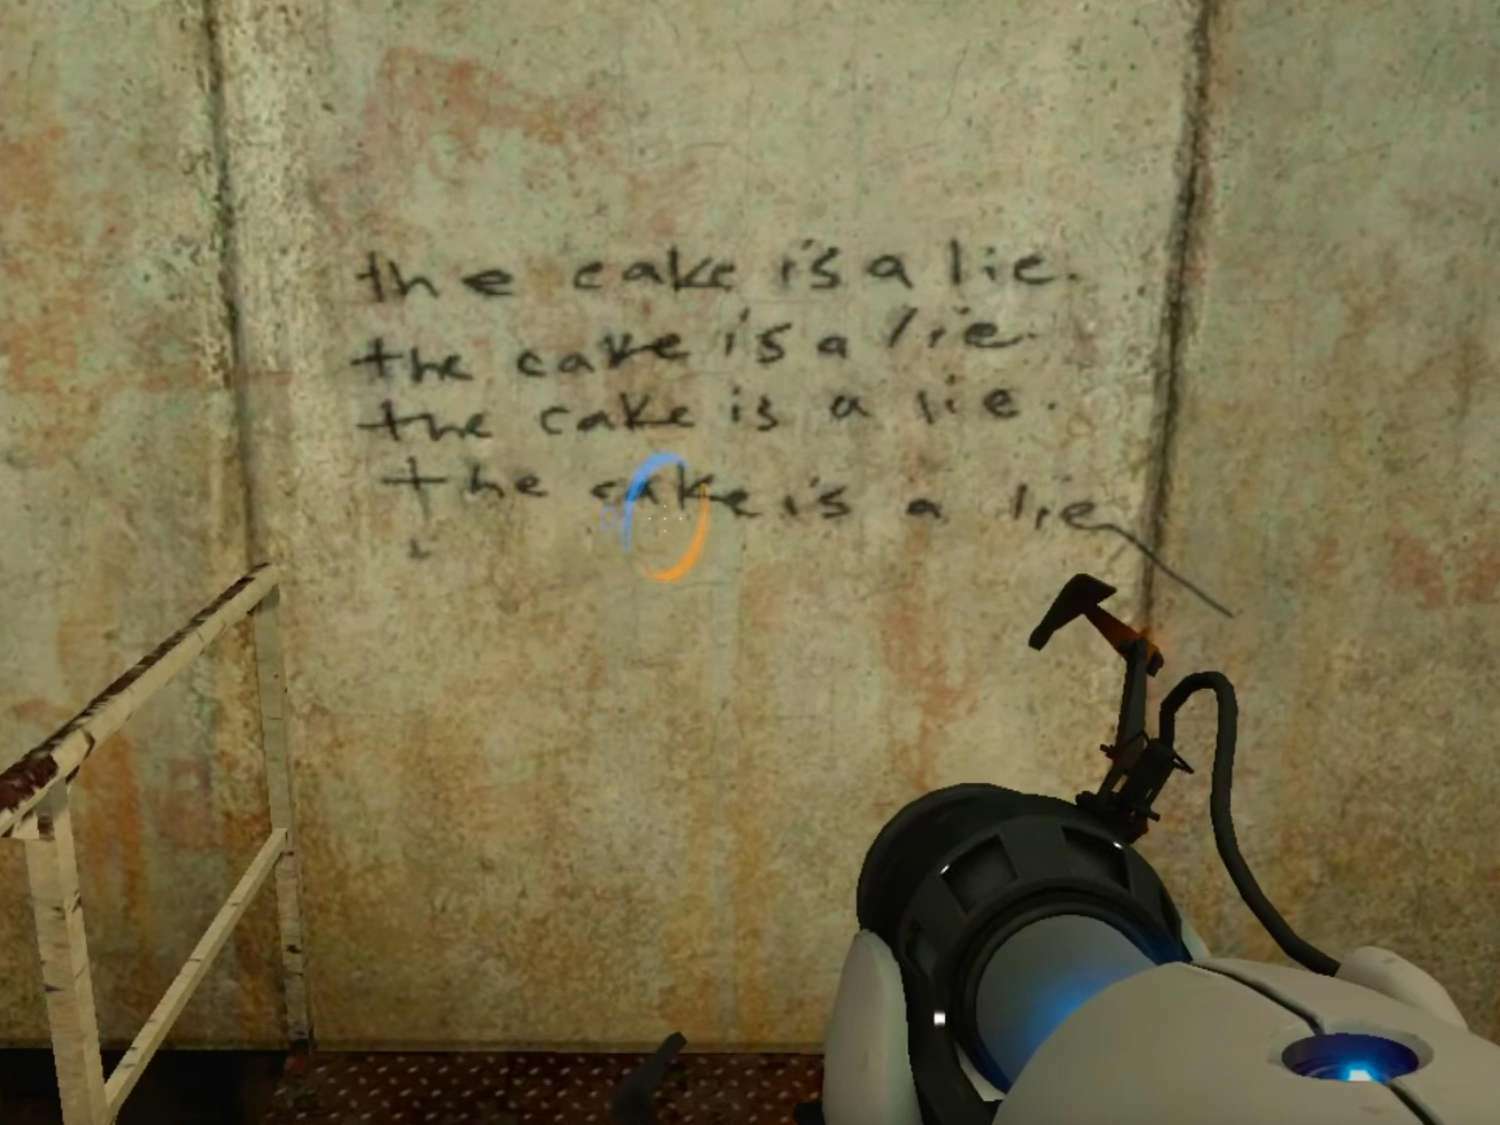 the cake is a lie.
the cake is a lie.
the cake is a lie.
the cake is a lie